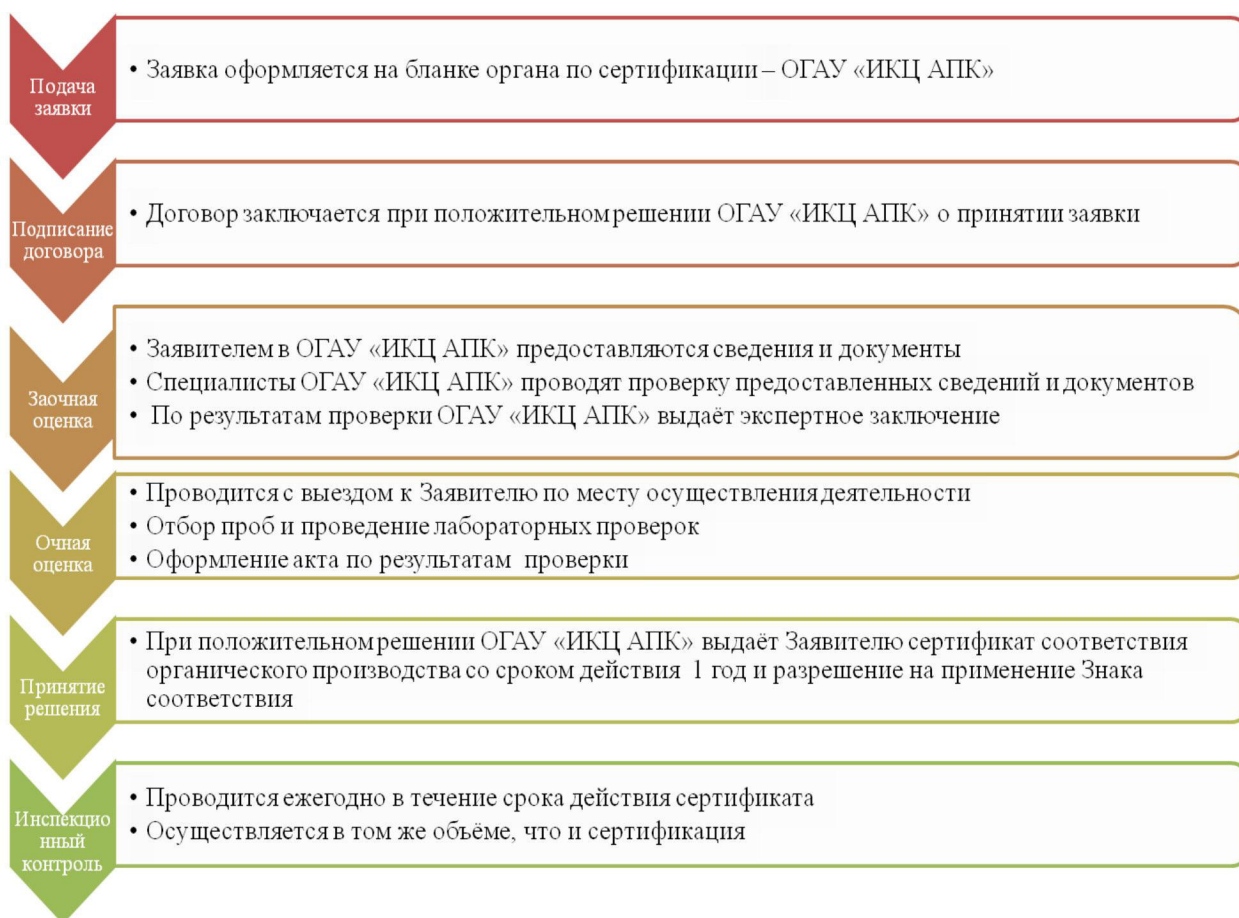 Подача
заявки
• Заявка оформляется на бланке органа по сертификации – ОГАУ «ИКЦ АПК»
Подписание
договора
• Договор заключается при положительном решении ОГАУ «ИКЦ АПК» о принятии заявки
Заочная
оценка
• Заявителем в ОГАУ «ИКЦ АПК» предоставляются сведения и документы
• Специалисты ОГАУ «ИКЦ АПК» проводят проверку предоставленных сведений и документов
• По результатам проверки ОГАУ «ИКЦ АПК» выдаёт экспертное заключение
Очная
оценка
• Проводится с выездом к Заявителю по месту осуществления деятельности
• Отбор проб и проведение лабораторных проверок
• Оформление акта по результатам проверки
Принятие
решения
• При положительном решении ОГАУ «ИКЦ АПК» выдаёт Заявителю сертификат соответствия
органического производства со сроком действия 1 год и разрешение на применение Знака
соответствия
Инспекцио
нный
контроль
• Проводится ежегодно в течение срока действия сертификата
• Осуществляется в том же объёме, что и сертификация